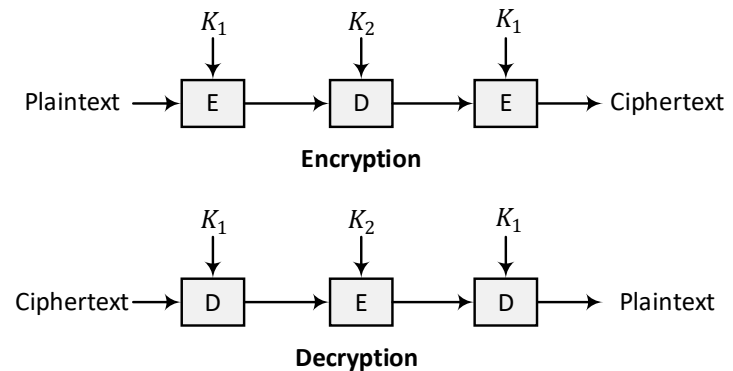 K₁ K₂ K₁
Plaintext E D E Ciphertext
Encryption
K₁ K₂ K₁
Ciphertext D E D Plaintext
Decryption